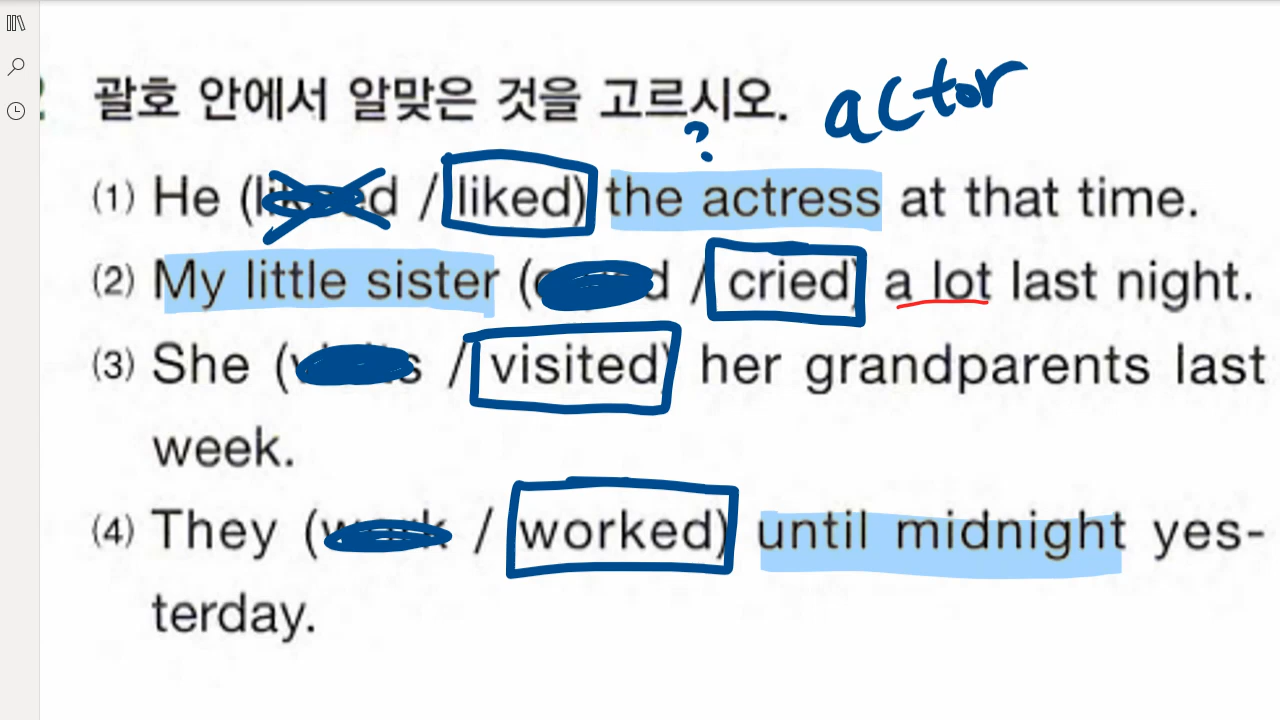 괄호 안에서 알맞은 것을 고르시오. actor
?
(1) He ( / liked) the actress at that time.
(2) My little sister ( / cried) a lot last night.
(3) She ( / visited) her grandparents last
week.
(4) They ( / worked) until midnight yes-
terday.